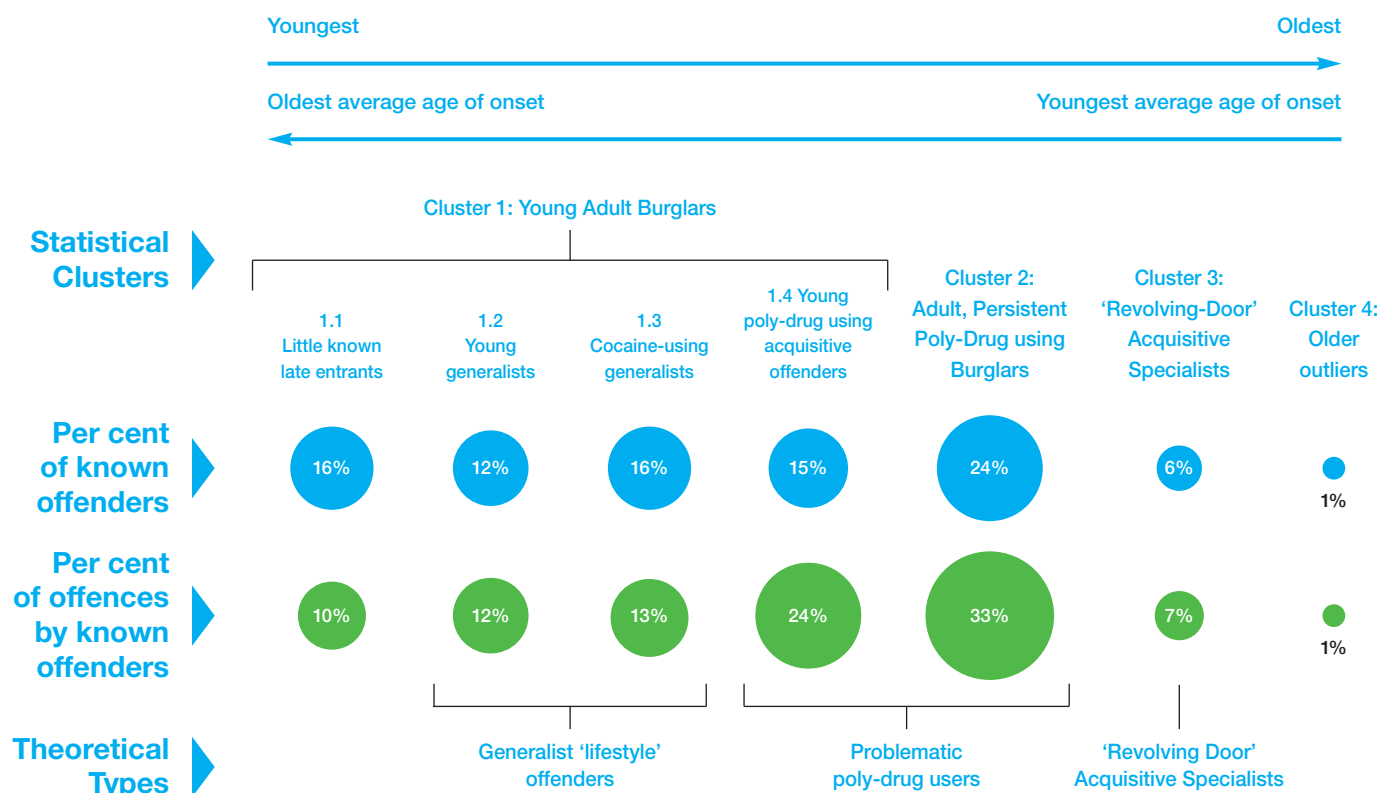 Youngest
Oldest
Oldest average age of onset
Youngest average age of onset
Statistical
Clusters
Cluster 1: Young Adult Burglars
1.1
Little known
late entrants
1.2
Young
generalists
1.3
Cocaine-using
generalists
1.4 Young
poly-drug using
acquisitive
offenders
Cluster 2:
Adult, Persistent
Poly-Drug using
Burglars
Cluster 3:
‘Revolving-Door’
Acquisitive
Specialists
Cluster 4:
Older
outliers
Per cent
of known
offenders
16%
12%
16%
15%
24%
6%
1%
Per cent
of offences
by known
offenders
10%
12%
13%
24%
33%
7%
1%
Theoretical
Types
Generalist ‘lifestyle’
offenders
Problematic
poly-drug users
‘Revolving Door’
Acquisitive Specialists